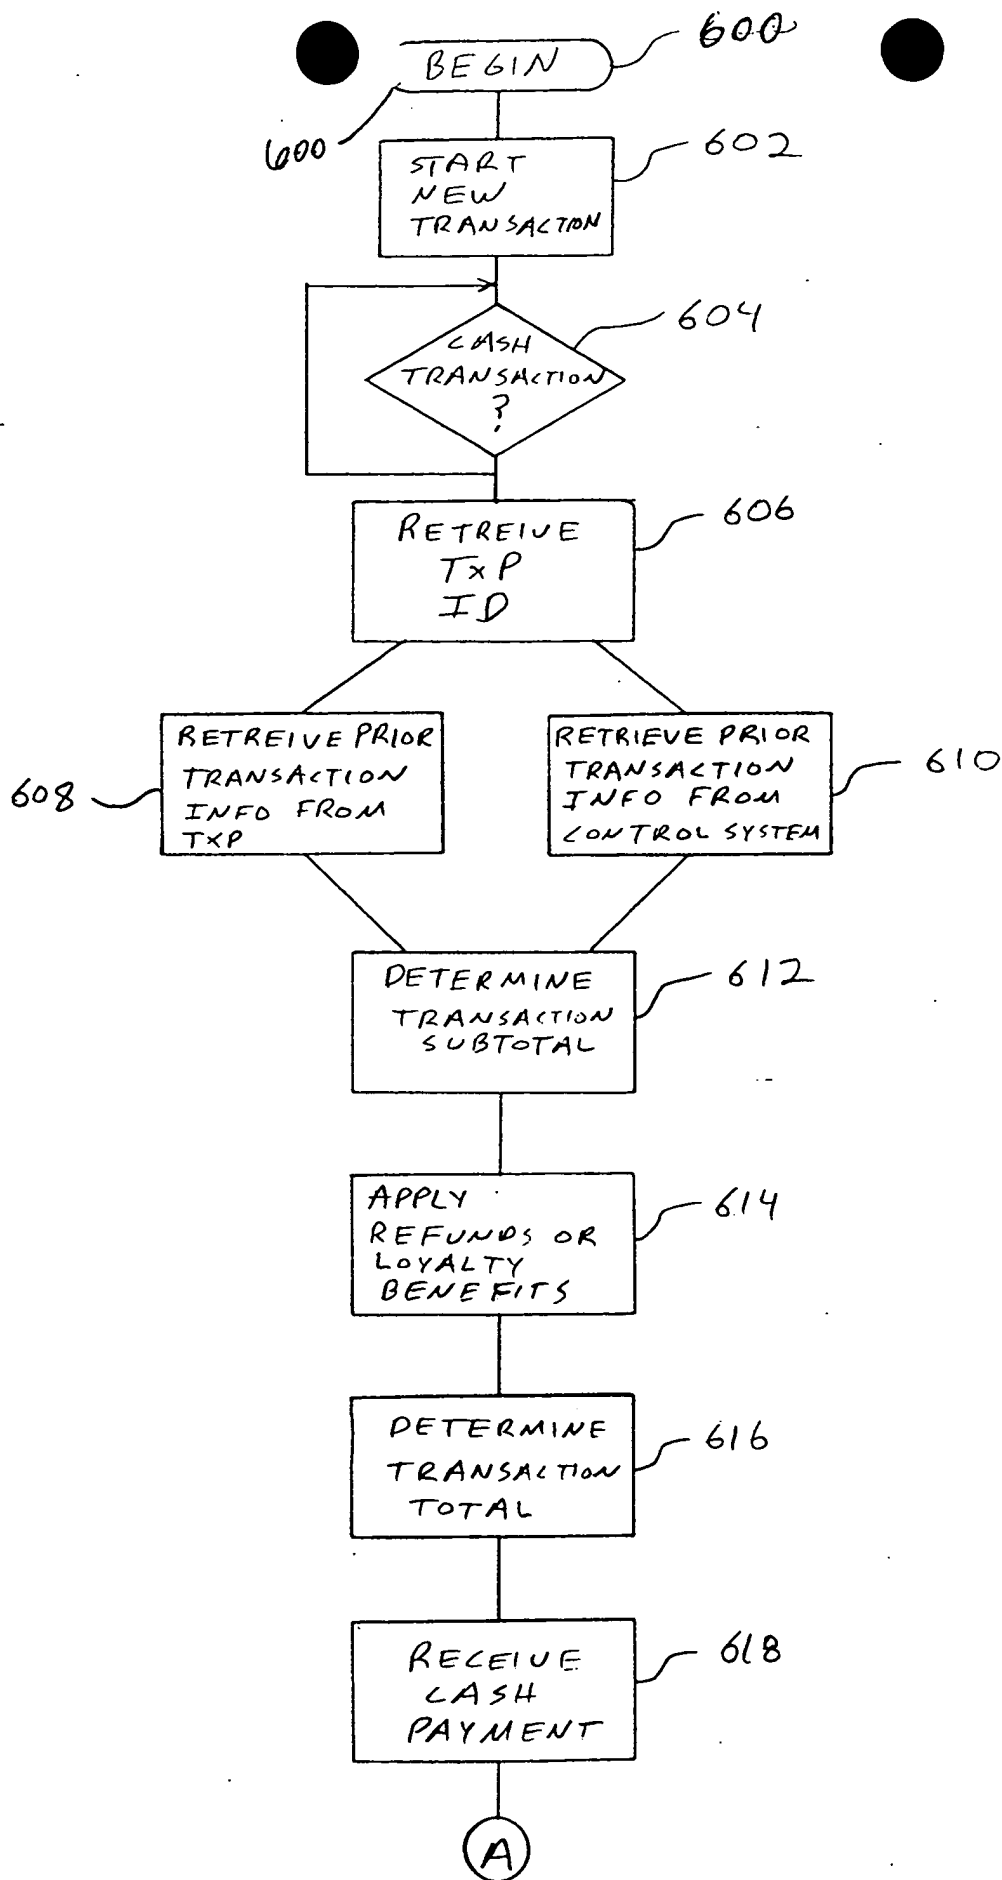 600
BEGIN
600
602
START
NEW
TRANSACTION
604
CASH
TRANSACTION
?
606
RETREIVE
TXP
ID
RETREIVE PRIOR
TRANSACTION
INFO FROM
TXP
608
RETRIEVE PRIOR
TRANSACTION
INFO FROM
CONTROL SYSTEM
610
DETERMINE
TRANSACTION
SUBTOTAL
612
APPLY
REFUNDS OR
LOYALTY
BENEFITS
614
DETERMINE
TRANSACTION
TOTAL
616
RECEIVE
CASH
PAYMENT
618
A